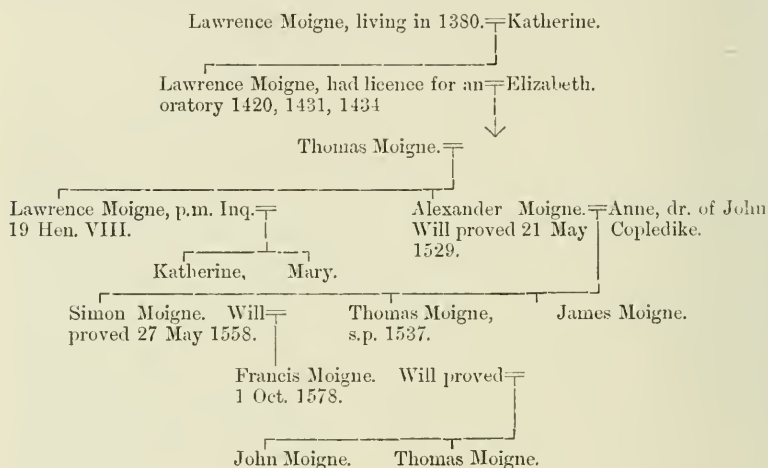 Lawrence Moigne, living in 1380.=Katherine.
Lawrence Moigne, had licence for an=Elizabeth.
oratory 1420, 1431, 1434
Thomas Moigne.=
Lawrence Moigne, p.m. Inq.=
19 Hen. VIII.
Alexander Moigne.=Anne, dr. of John
Will proved 21 May Copledike.
1529.
Katherine, Mary.
Simon Moigne. Will=
proved 27 May 1558.
Thomas Moigne,
s.p. 1537.
James Moigne.
Francis Moigne. Will proved=
1 Oct. 1578.
John Moigne. Thomas Moigne.